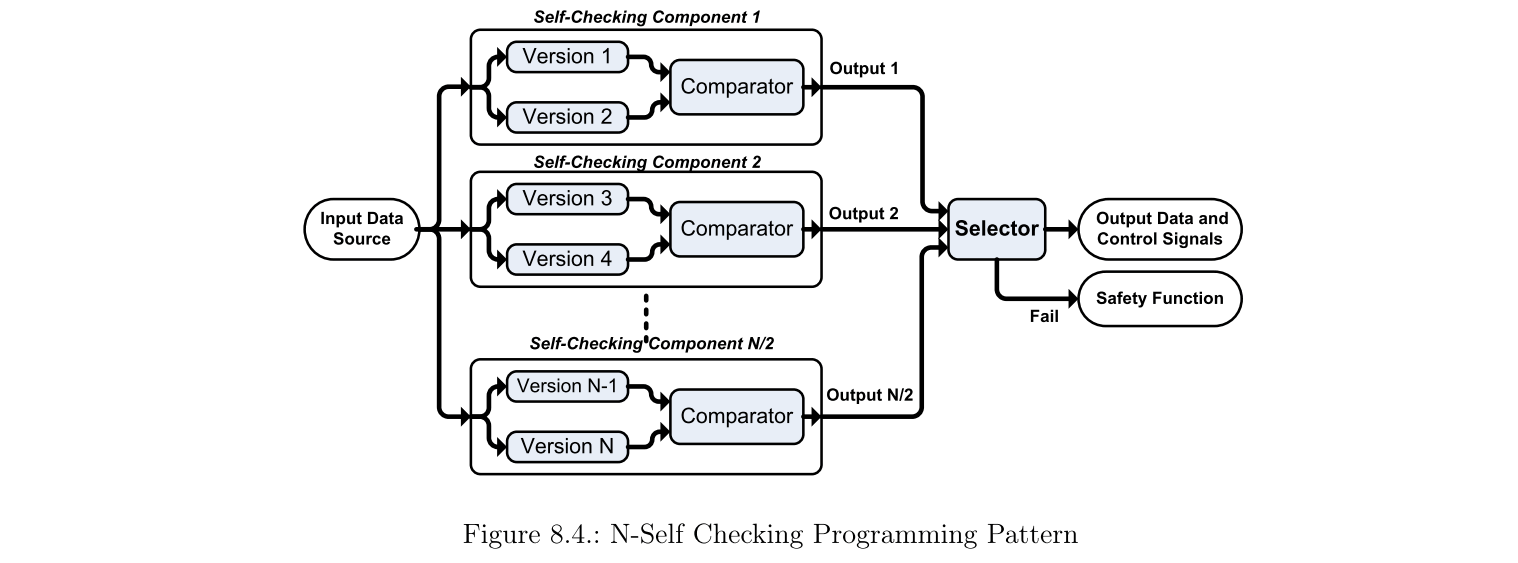 Self-Checking Component 1
Version 1
Version 2
Comparator
Output 1
Self-Checking Component 2
Version 3
Version 4
Comparator
Output 2
Input Data
Source
Selector
Output Data and
Control Signals
Safety Function
Fail
Self-Checking Component N/2
Version N-1
Version N
Comparator
Output N/2
Figure 8.4.: N-Self Checking Programming Pattern